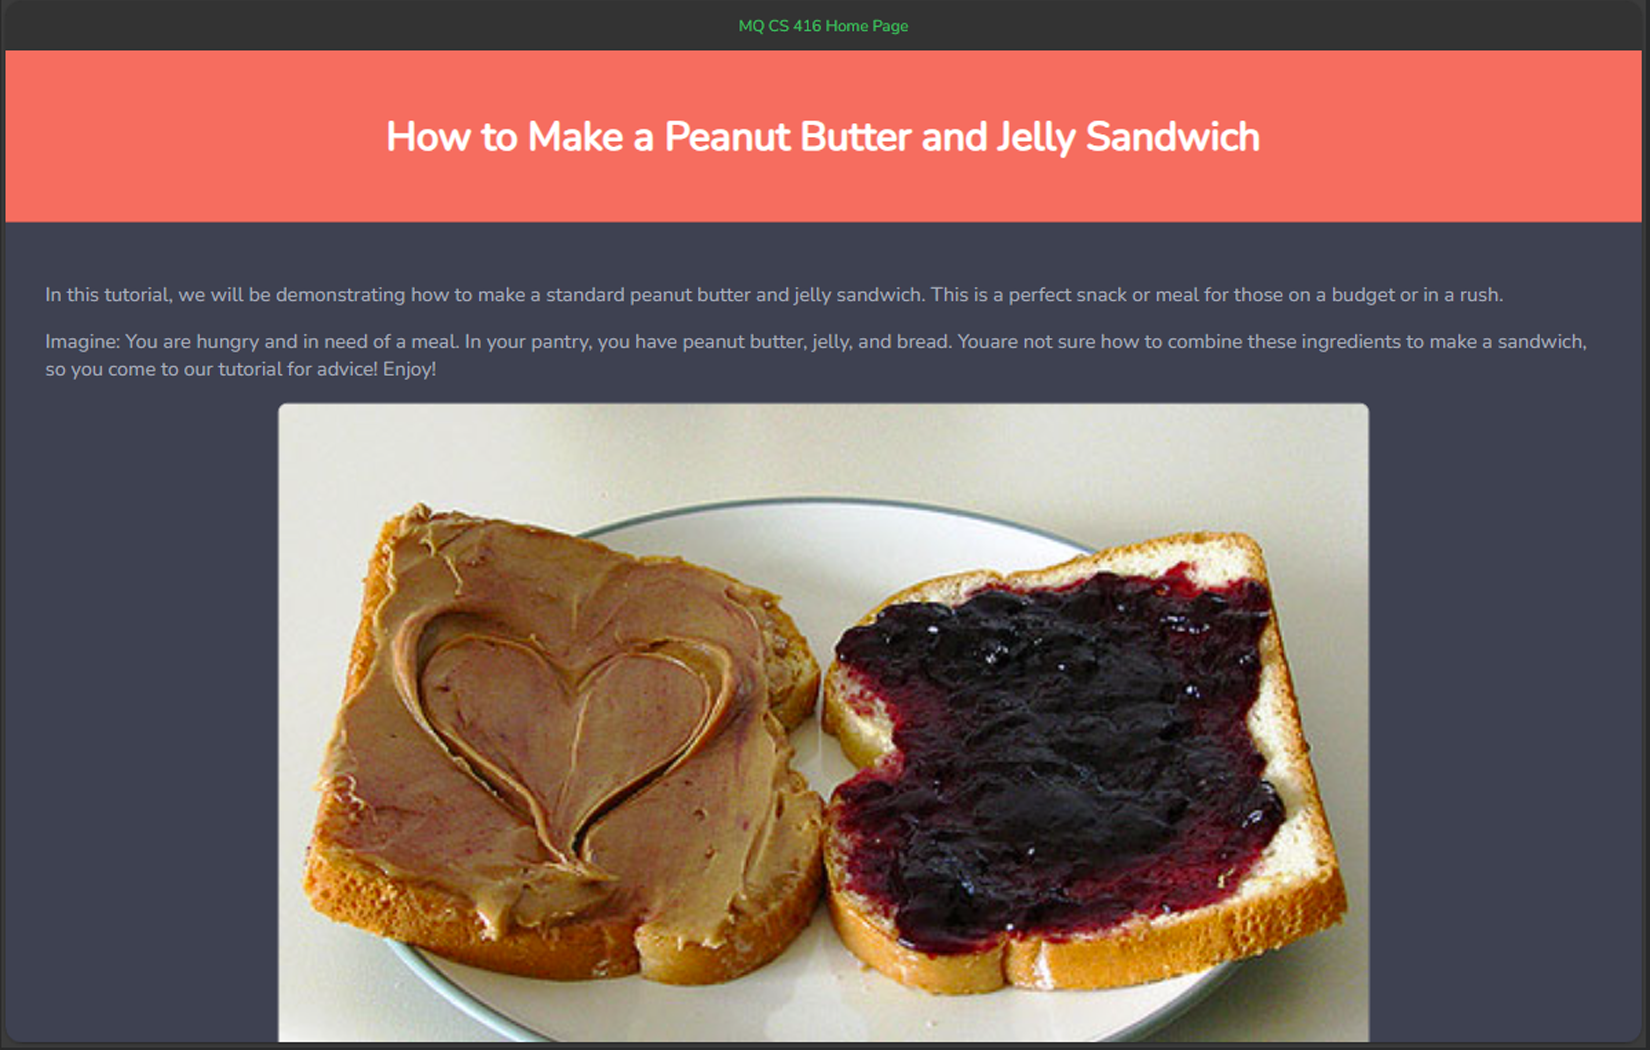 MQ CS 416 Home Page
How to Make a Peanut Butter and Jelly Sandwich
In this tutorial, we will be demonstrating how to make a standard peanut butter and jelly sandwich. This is a perfect snack or meal for those on a budget or in a rush.
Imagine: You are hungry and in need of a meal. In your pantry, you have peanut butter, jelly, and bread. Youare not sure how to combine these ingredients to make a sandwich,
so you come to our tutorial for advice! Enjoy!